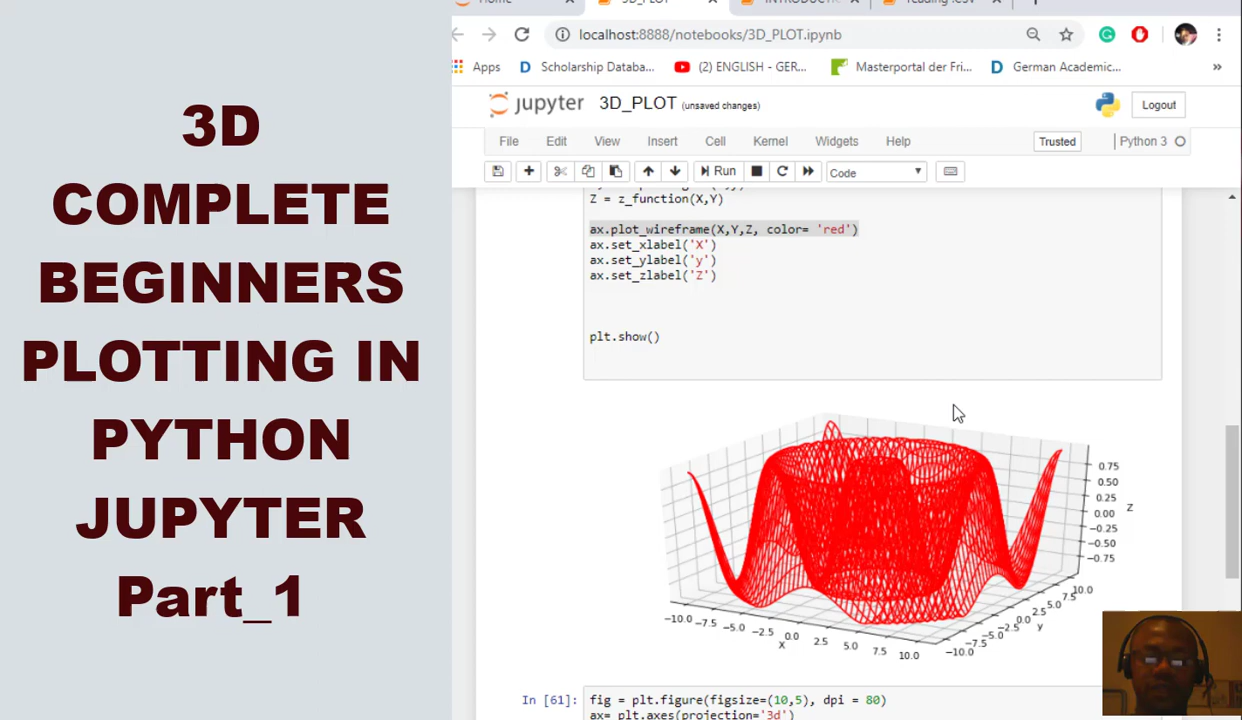 3D
COMPLETE
BEGINNERS
PLOTTING IN
PYTHON
JUPYTER
Part_1
localhost:8888/notebooks/3D_PLOT.ipynb
Apps
Scholarship Databa...
(2) ENGLISH - GER...
Masterportal der Fri...
German Academic...
»
jupyter 3D_PLOT (unsaved changes)
Logout
File Edit View Insert Cell Kernel Widgets Help
Trusted
Python 3
Run
Code
Z = z_function(X,Y)
ax.plot_wireframe(X,Y,Z, color= 'red')
ax.set_xlabel('X')
ax.set_ylabel('y')
ax.set_zlabel('Z')
plt.show()
0.75
0.50
0.25
0.00
−0.25
−0.50
−0.75
Z
−10.0 −7.5 −5.0 −2.5 0.0 2.5 5.0 7.5 10.0
X
−10.0 −7.5 −5.0 −2.5 0.0 2.5 5.0 7.5 10.0
y
In [61]: fig = plt.figure(figsize=(10,5), dpi = 80)
ax= plt.axes(projection='3d')